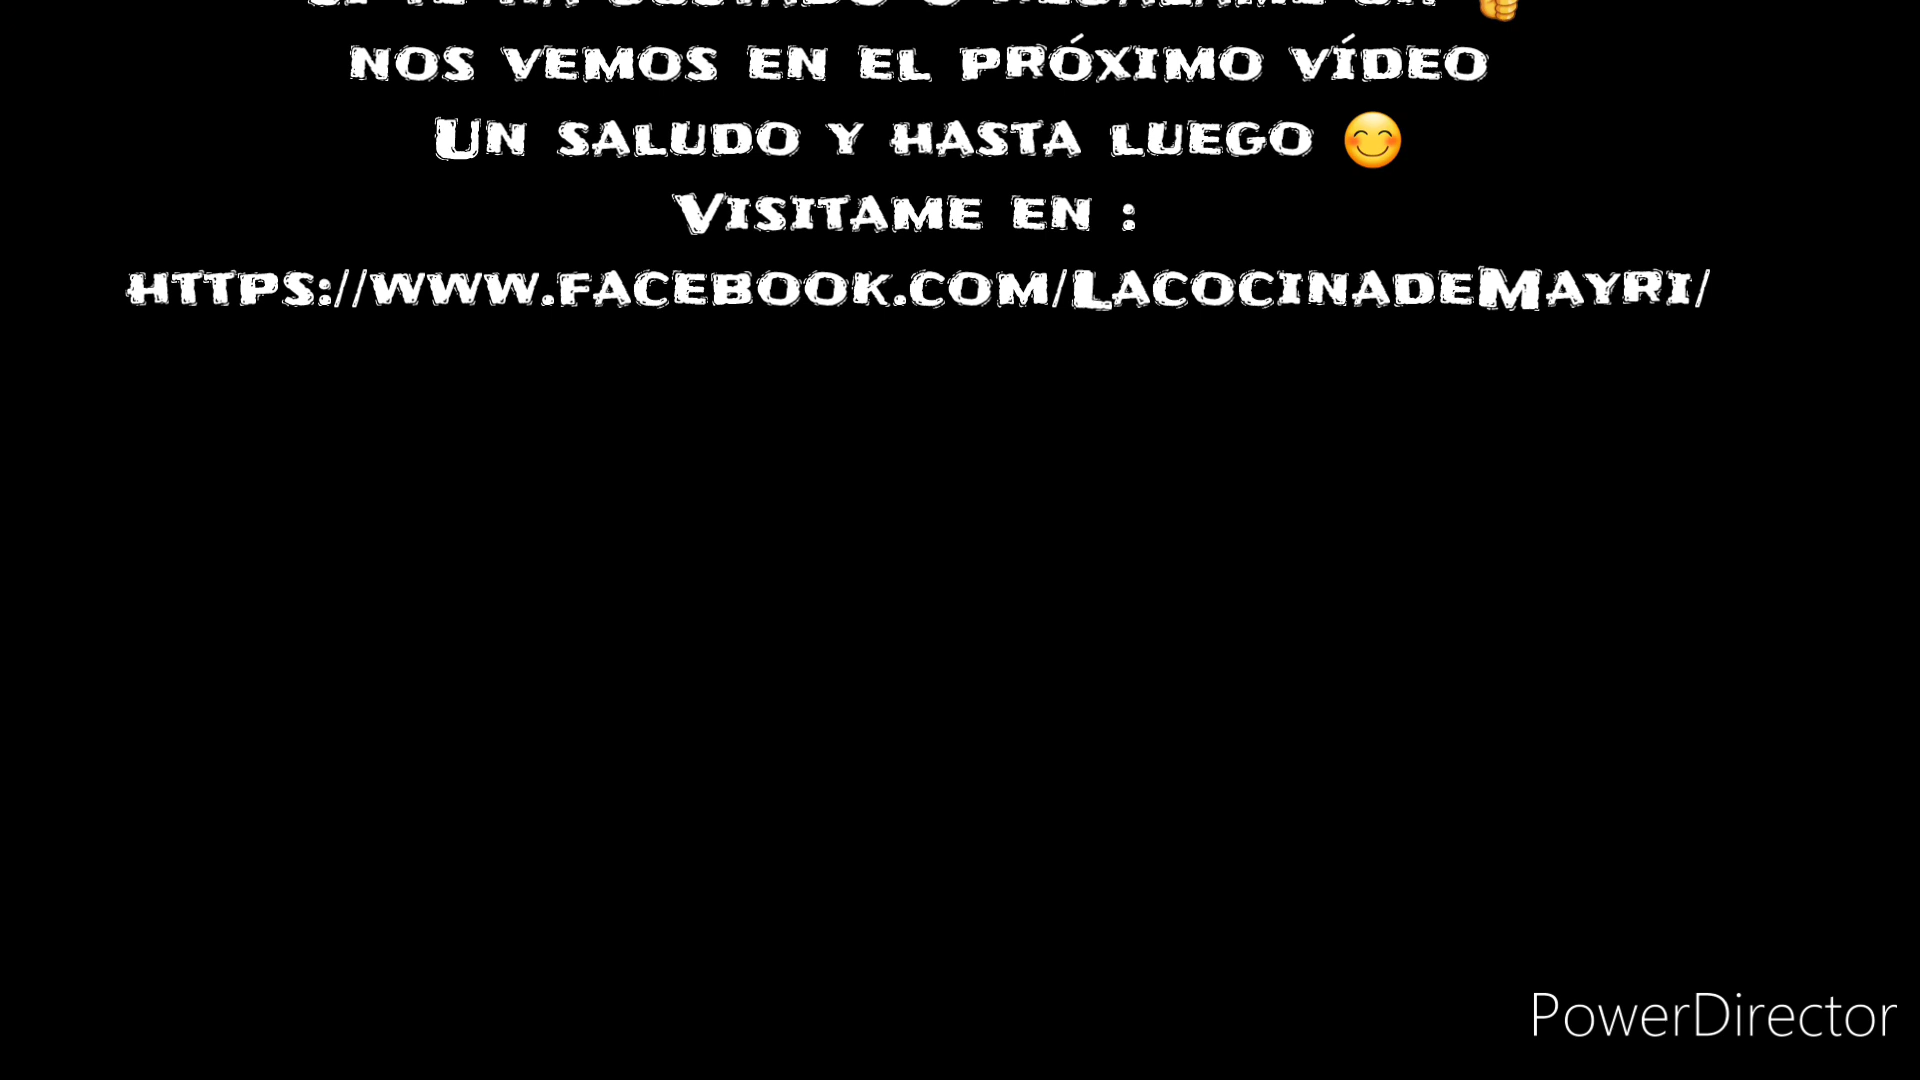 nos vemos en el próximo vídeo
Un saludo y hasta luego 😊
Visitame en :
https://www.facebook.com/LacocinadeMayri/
PowerDirector